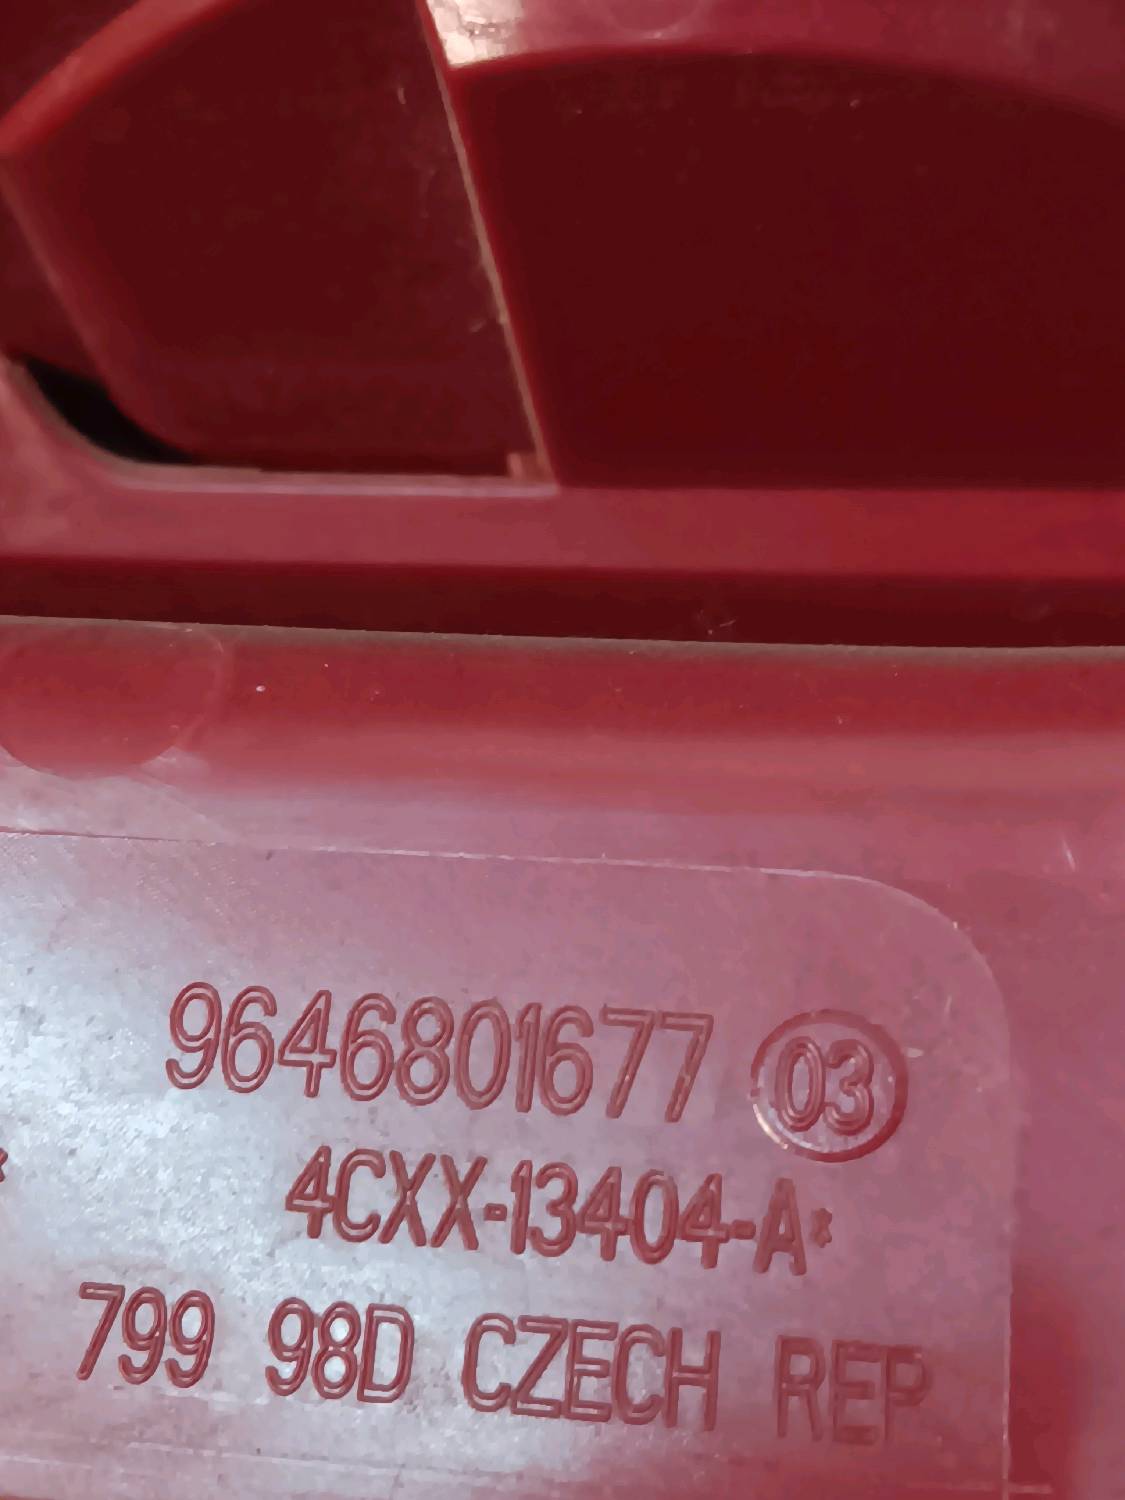 9646801677 03
* 4CXX-13404-A*
799 98D CZECH REP